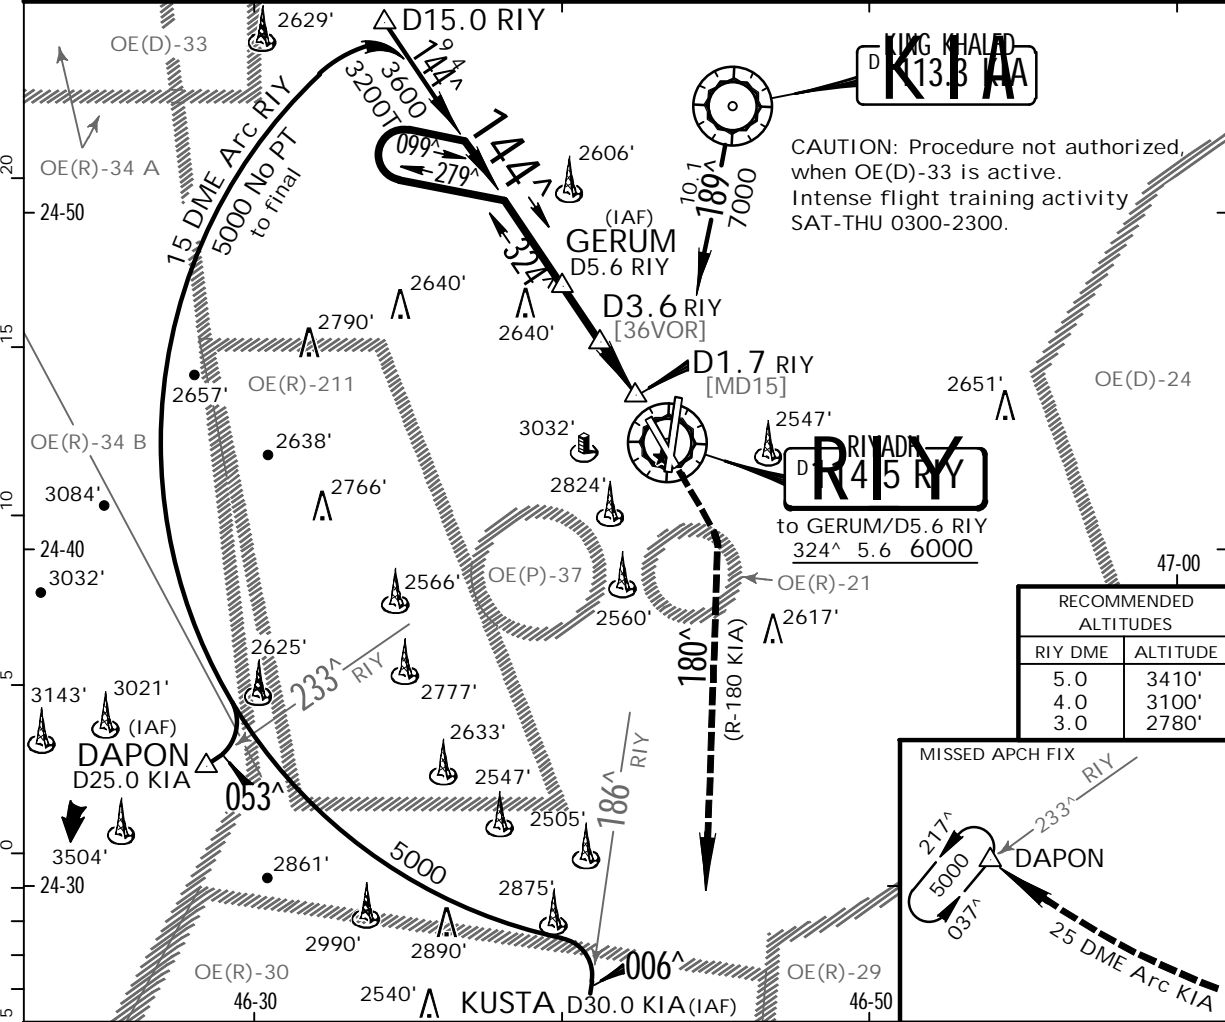 2629'
D15.0 RIY
OE(D)-33
KING KHALED
D 113.3 KIA
KIA
9.4
144^
3600
3200T
15 DME Arc RIY
5000 No PT
to final
144^
099^
279^
324^
2606'
10.1
189^
7000
CAUTION: Procedure not authorized,
when OE(D)-33 is active.
Intense flight training activity
SAT-THU 0300-2300.
OE(R)-34 A
20
24-50
(IAF)
GERUM
D5.6 RIY
2640'
2640'
2790'
D3.6 RIY
[36VOR]
15
D1.7 RIY
[MD15]
2657'
OE(R)-211
2651'
OE(D)-24
OE(R)-34 B
2638'
3032'
2547'
RIYADH
D
RIY
3084'
2766'
2824'
10
to GERUM/D5.6 RIY
324^ 5.6 6000
24-40
3032'
2566'
OE(P)-37
2560'
OE(R)-21
2617'
47-00
RECOMMENDED
ALTITUDES
RIY DME ALTITUDE
5.0 3410'
4.0 3100'
3.0 2780'
2625'
233^
RIY
2777'
180^
(R-180 KIA)
5
3143'
3021'
(IAF)
DAPON
D25.0 KIA
053^
2633'
2547'
2505'
186^
RIY
MISSED APCH FIX
233^ RIY
217^
5000
037^
DAPON
25 DME Arc KIA
3504'
0
24-30
2861'
5000
2875'
2990'
2890'
006^
OE(R)-30
OE(R)-29
46-30
2540'
KUSTA D30.0 KIA (IAF)
46-50
5